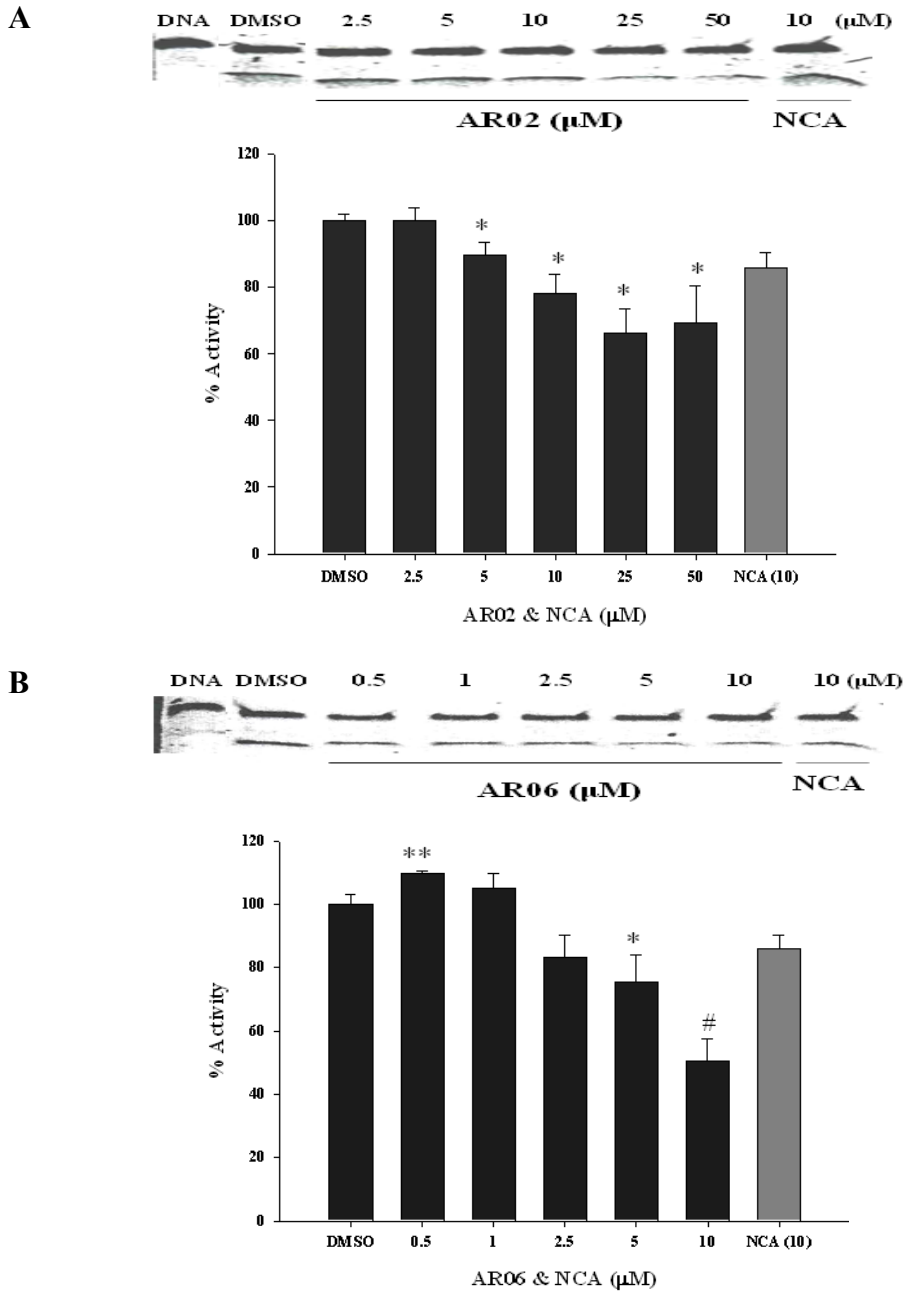 A
DNA DMSO 2.5 5 10 25 50 10 (μM)
AR02 (μM) NCA
120
100
80
60
40
20
0
% Activity
* * * *
DMSO 2.5 5 10 25 50 NCA (10)
AR02 & NCA (μM)
B
DNA DMSO 0.5 1 2.5 5 10 10 (μM)
AR06 (μM) NCA
120
100
80
60
40
20
0
% Activity
** * #
DMSO 0.5 1 2.5 5 10 NCA (10)
AR06 & NCA (μM)